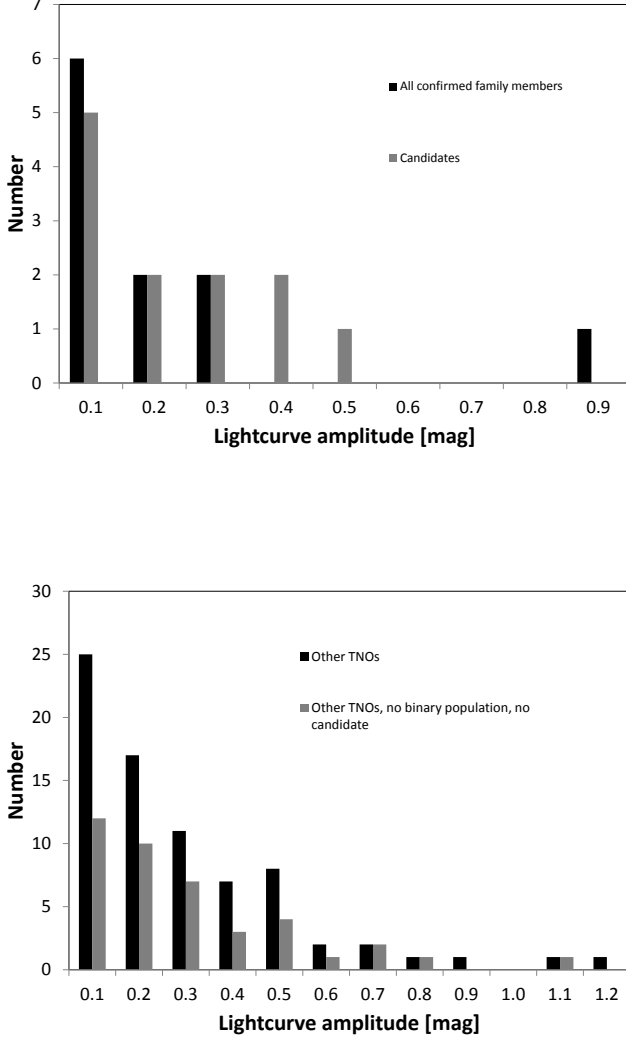 7
6
5
4
3
2
1
0
Number
All confirmed family members
Candidates
0.1 0.2 0.3 0.4 0.5 0.6 0.7 0.8 0.9
Lightcurve amplitude [mag]
30
25
20
15
10
5
0
Number
Other TNOs
Other TNOs, no binary population, no
candidate
0.1 0.2 0.3 0.4 0.5 0.6 0.7 0.8 0.9 1.0 1.1 1.2
Lightcurve amplitude [mag]